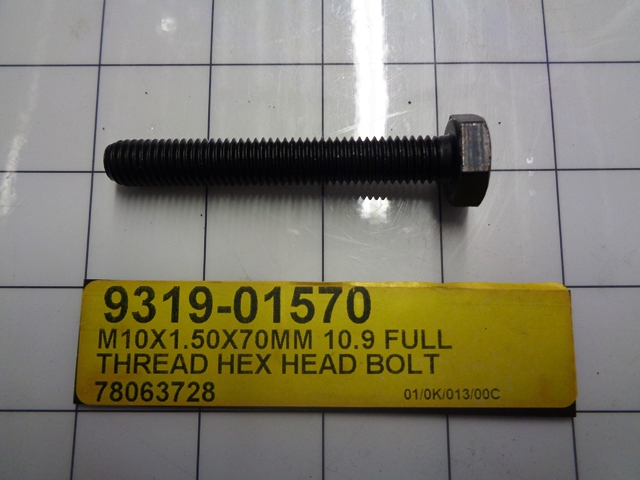 9319-01570
M10X1.50X70MM 10.9 FULL
THREAD HEX HEAD BOLT
78063728 01/0K/013/00C